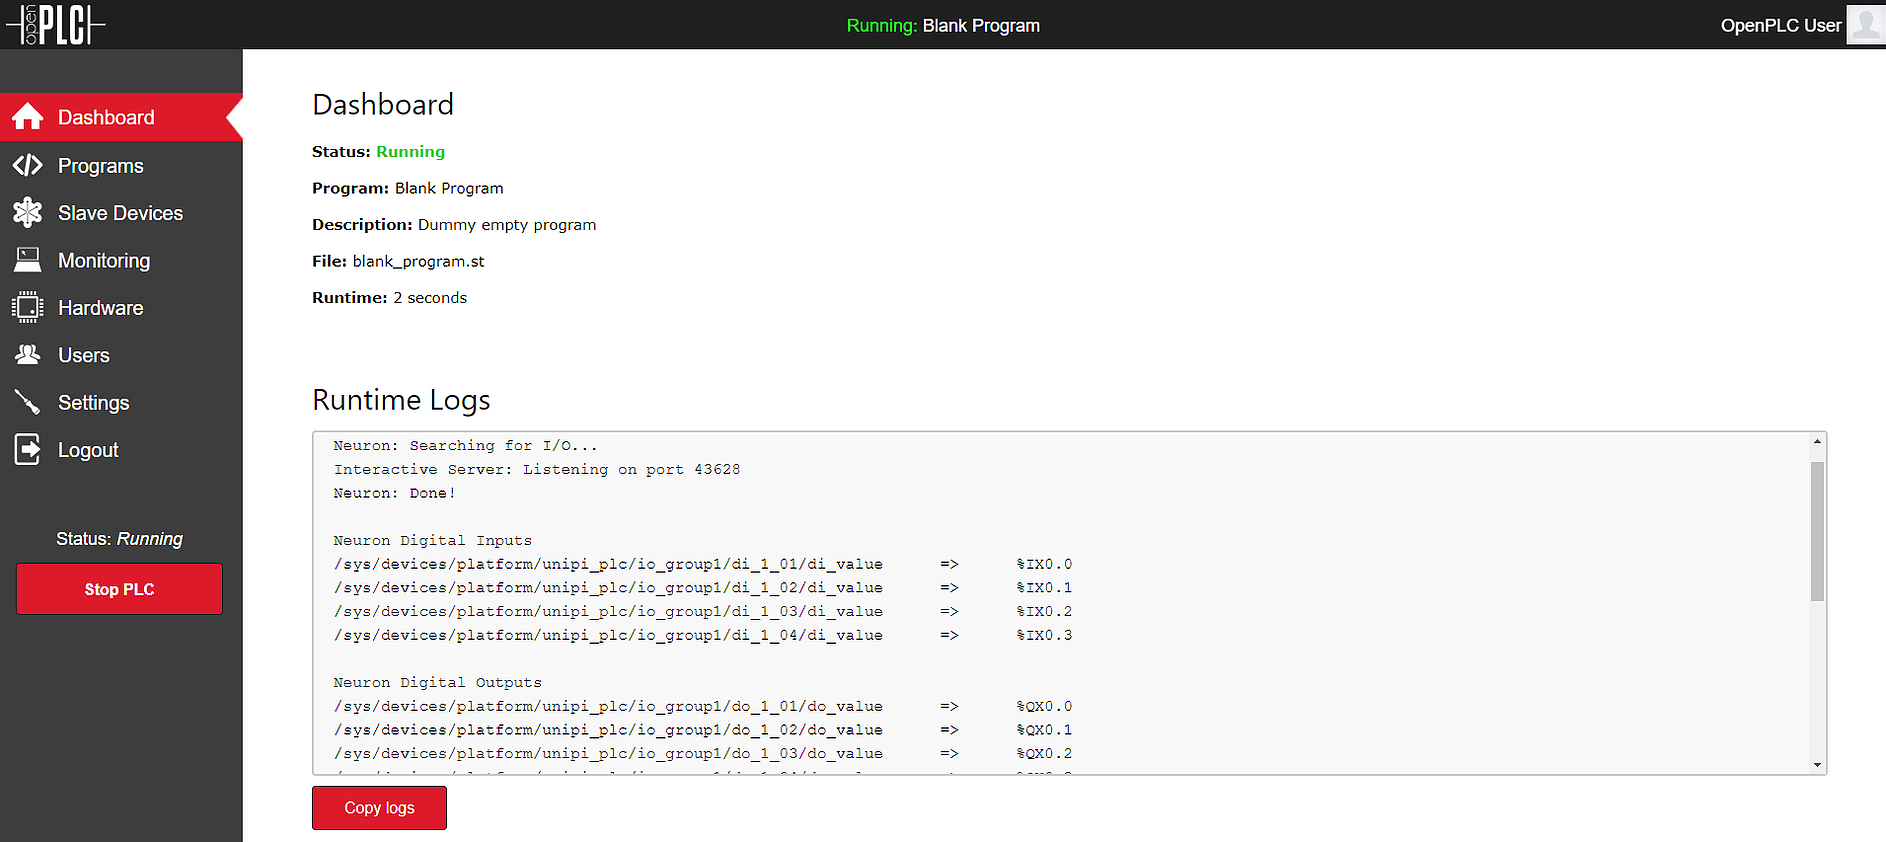 open PLC
Running: Blank Program
OpenPLC User
Dashboard
Programs
Slave Devices
Monitoring
Hardware
Users
Settings
Logout
Status: Running
Stop PLC
Dashboard
Status: Running
Program: Blank Program
Description: Dummy empty program
File: blank_program.st
Runtime: 2 seconds
Runtime Logs
Neuron: Searching for I/O...
Interactive Server: Listening on port 43628
Neuron: Done!
Neuron Digital Inputs
/sys/devices/platform/unipi_plc/io_group1/di_1_01/di_value => %IX0.0
/sys/devices/platform/unipi_plc/io_group1/di_1_02/di_value => %IX0.1
/sys/devices/platform/unipi_plc/io_group1/di_1_03/di_value => %IX0.2
/sys/devices/platform/unipi_plc/io_group1/di_1_04/di_value => %IX0.3
Neuron Digital Outputs
/sys/devices/platform/unipi_plc/io_group1/do_1_01/do_value => %QX0.0
/sys/devices/platform/unipi_plc/io_group1/do_1_02/do_value => %QX0.1
/sys/devices/platform/unipi_plc/io_group1/do_1_03/do_value => %QX0.2
Copy logs